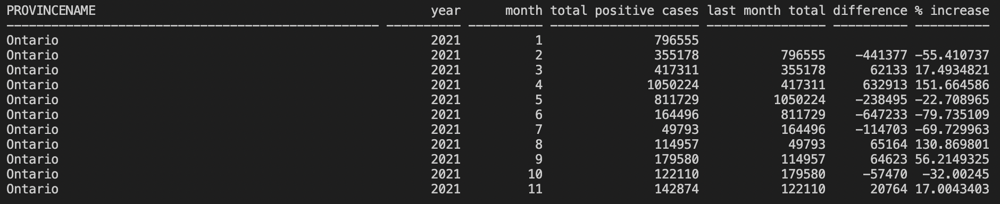 PROVINCENAME year month total positive cases last month total difference % increase
-------------------------------------------------- ---------- ---------- -------------------- ---------------- ---------- ----------
Ontario 2021 1 796555
Ontario 2021 2 355178 796555 -441377 -55.410737
Ontario 2021 3 417311 355178 62133 17.4934821
Ontario 2021 4 1050224 417311 632913 151.664586
Ontario 2021 5 811729 1050224 -238495 -22.708965
Ontario 2021 6 164496 811729 -647233 -79.735109
Ontario 2021 7 49793 164496 -114703 -69.729963
Ontario 2021 8 114957 49793 65164 130.869801
Ontario 2021 9 179580 114957 64623 56.2149325
Ontario 2021 10 122110 179580 -57470 -32.00245
Ontario 2021 11 142874 122110 20764 17.0043403